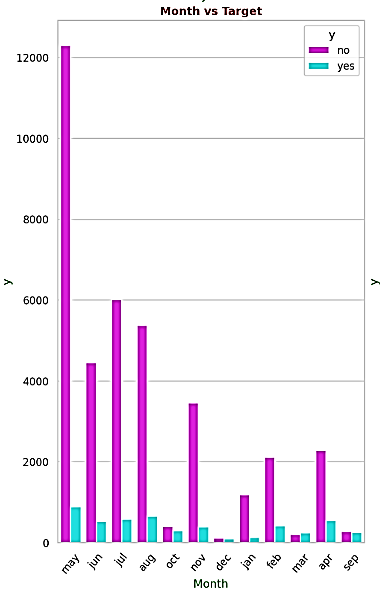 Month vs Target
y
no
yes
12000
10000
8000
6000
4000
2000
0
y
y
may
jun
jul
aug
oct
nov
dec
jan
feb
mar
apr
sep
Month